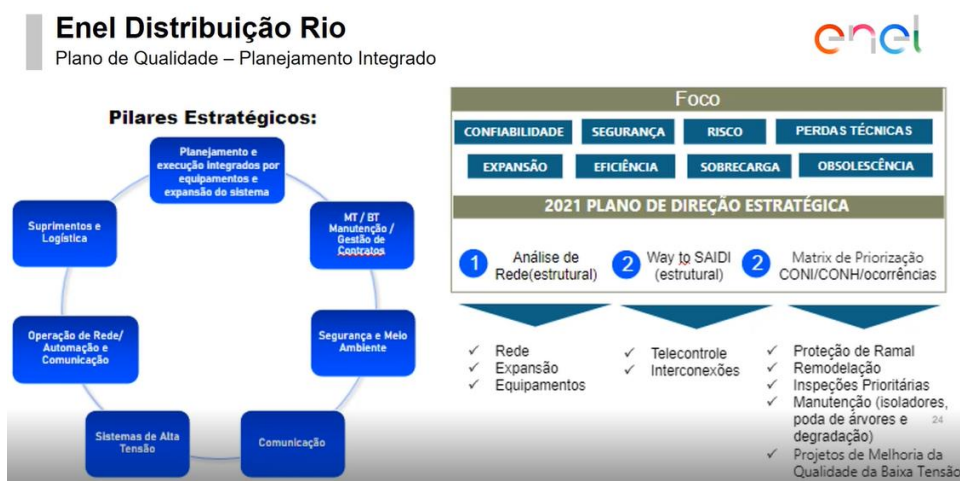 Enel Distribuição Rio
Plano de Qualidade – Planejamento Integrado
enel
Pilares Estratégicos:
Planejamento e
execução integrados por
equipamentos e
expansão do sistema
MT / BT
Manutenção /
Gestão de
Contratos
Segurança e Meio
Ambiente
Comunicação
Sistemas de Alta
Tensão
Operação de Rede/
Automação e
Comunicação
Suprimentos e
Logística
Foco
CONFIABILIDADE
SEGURANÇA
RISCO
PERDAS TÉCNICAS
EXPANSÃO
EFICIÊNCIA
SOBRECARGA
OBSOLESCÊNCIA
2021 PLANO DE DIREÇÃO ESTRATÉGICA
1
Análise de
Rede(estrutural)
2
Way to SAIDI
(estrutural)
2
Matrix de Priorização
CONI/CONH/ocorrências
✓ Rede
✓ Expansão
✓ Equipamentos
✓ Telecontrole
✓ Interconexões
✓ Proteção de Ramal
✓ Remodelação
✓ Inspeções Prioritárias
✓ Manutenção (isoladores,
poda de árvores e
degradação)
✓ Projetos de Melhoria da
Qualidade da Baixa Tensão
24